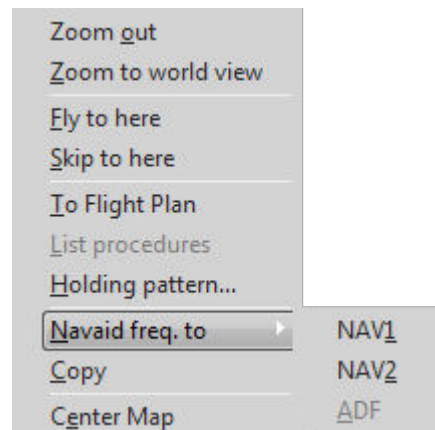 Zoom out
Zoom to world view
Fly to here
Skip to here
To Flight Plan
List procedures
Holding pattern...
Navaid freq. to
NAV1
Copy
NAV2
Center Map
ADF